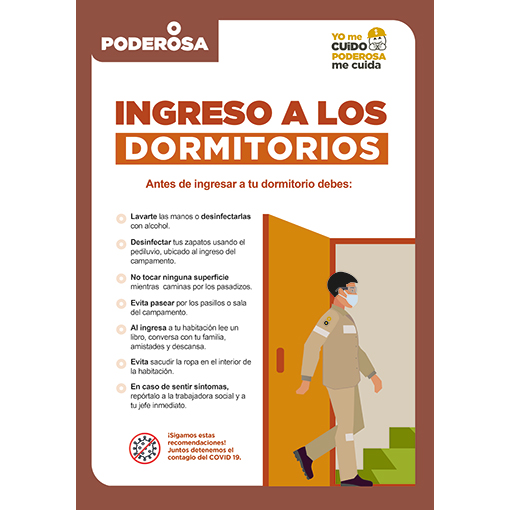 PODEROSA
YO me
CUiDO
PODEROSA
me cuida
INGRESO A LOS
DORMITORIOS
Antes de ingresar a tu dormitorio debes:
Lavarte las manos o desinfectarlas
con alcohol.
Desinfectar tus zapatos usando el
pediluvio, ubicado al ingreso del
campamento.
No tocar ninguna superficie
mientras caminas por los pasadizos.
Evita pasear por los pasillos o sala
del campamento.
Al ingresa a tu habitación lee un
libro, conversa con tu familia,
amistades y descansa.
Evita sacudir la ropa en el interior de
la habitación.
En caso de sentir sintomas,
repórtalo a la trabajadora social y a
tu jefe inmediato.
¡Sigamos estas
recomendaciones!
Juntos detenemos el
contagio del COVID 19.